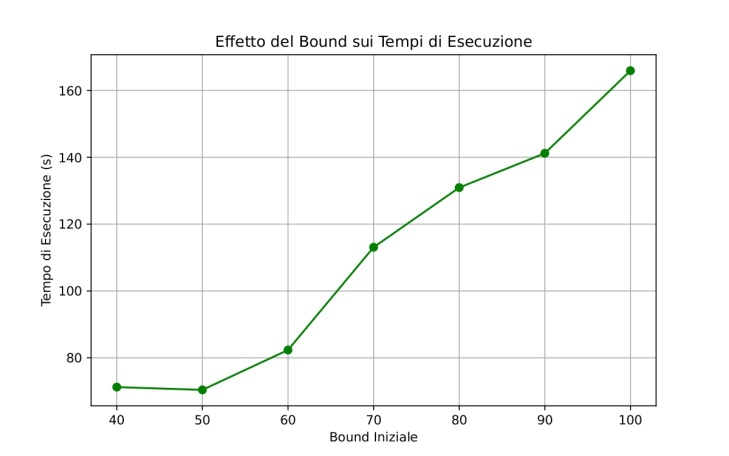 Effetto del Bound sui Tempi di Esecuzione
Tempo di Esecuzione (s)
160
140
120
100
80
40 50 60 70 80 90 100
Bound Iniziale